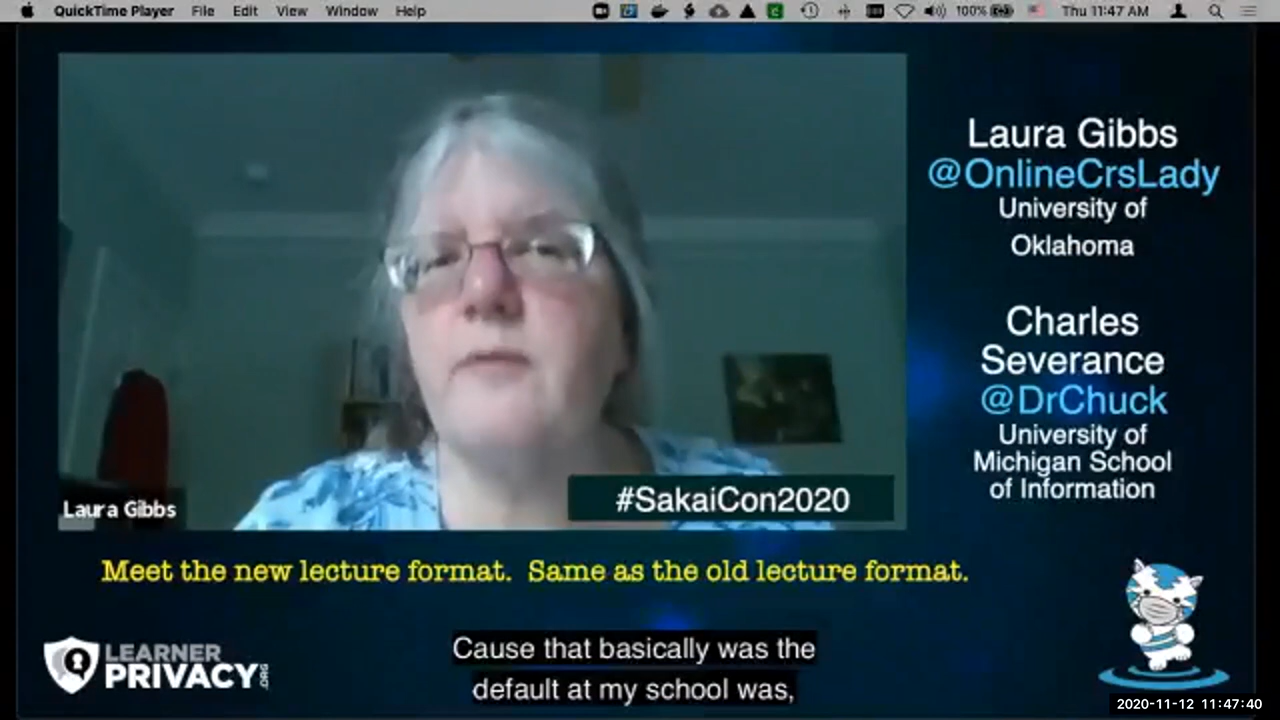 QuickTime Player File Edit View Window Help 100% Thu 11:47 AM
Laura Gibbs
@OnlineCrsLady
University of
Oklahoma
Charles
Severance
@DrChuck
University of
Michigan School
of Information
Laura Gibbs
#SakaiCon2020
Meet the new lecture format. Same as the old lecture format.
LEARNER
PRIVACY.ORG
Cause that basically was the
default at my school was,
2020-11-12 11:47:40